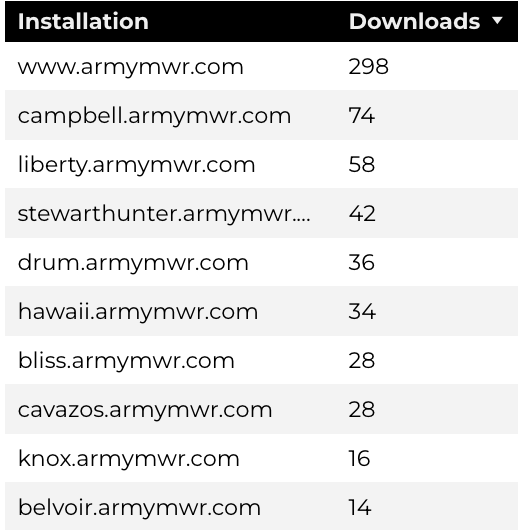 Installation Downloads ▼
www.armymwr.com 298
campbell.armymwr.com 74
liberty.armymwr.com 58
stewarthunter.armymwr.... 42
drum.armymwr.com 36
hawaii.armymwr.com 34
bliss.armymwr.com 28
cavazos.armymwr.com 28
knox.armymwr.com 16
belvoir.armymwr.com 14